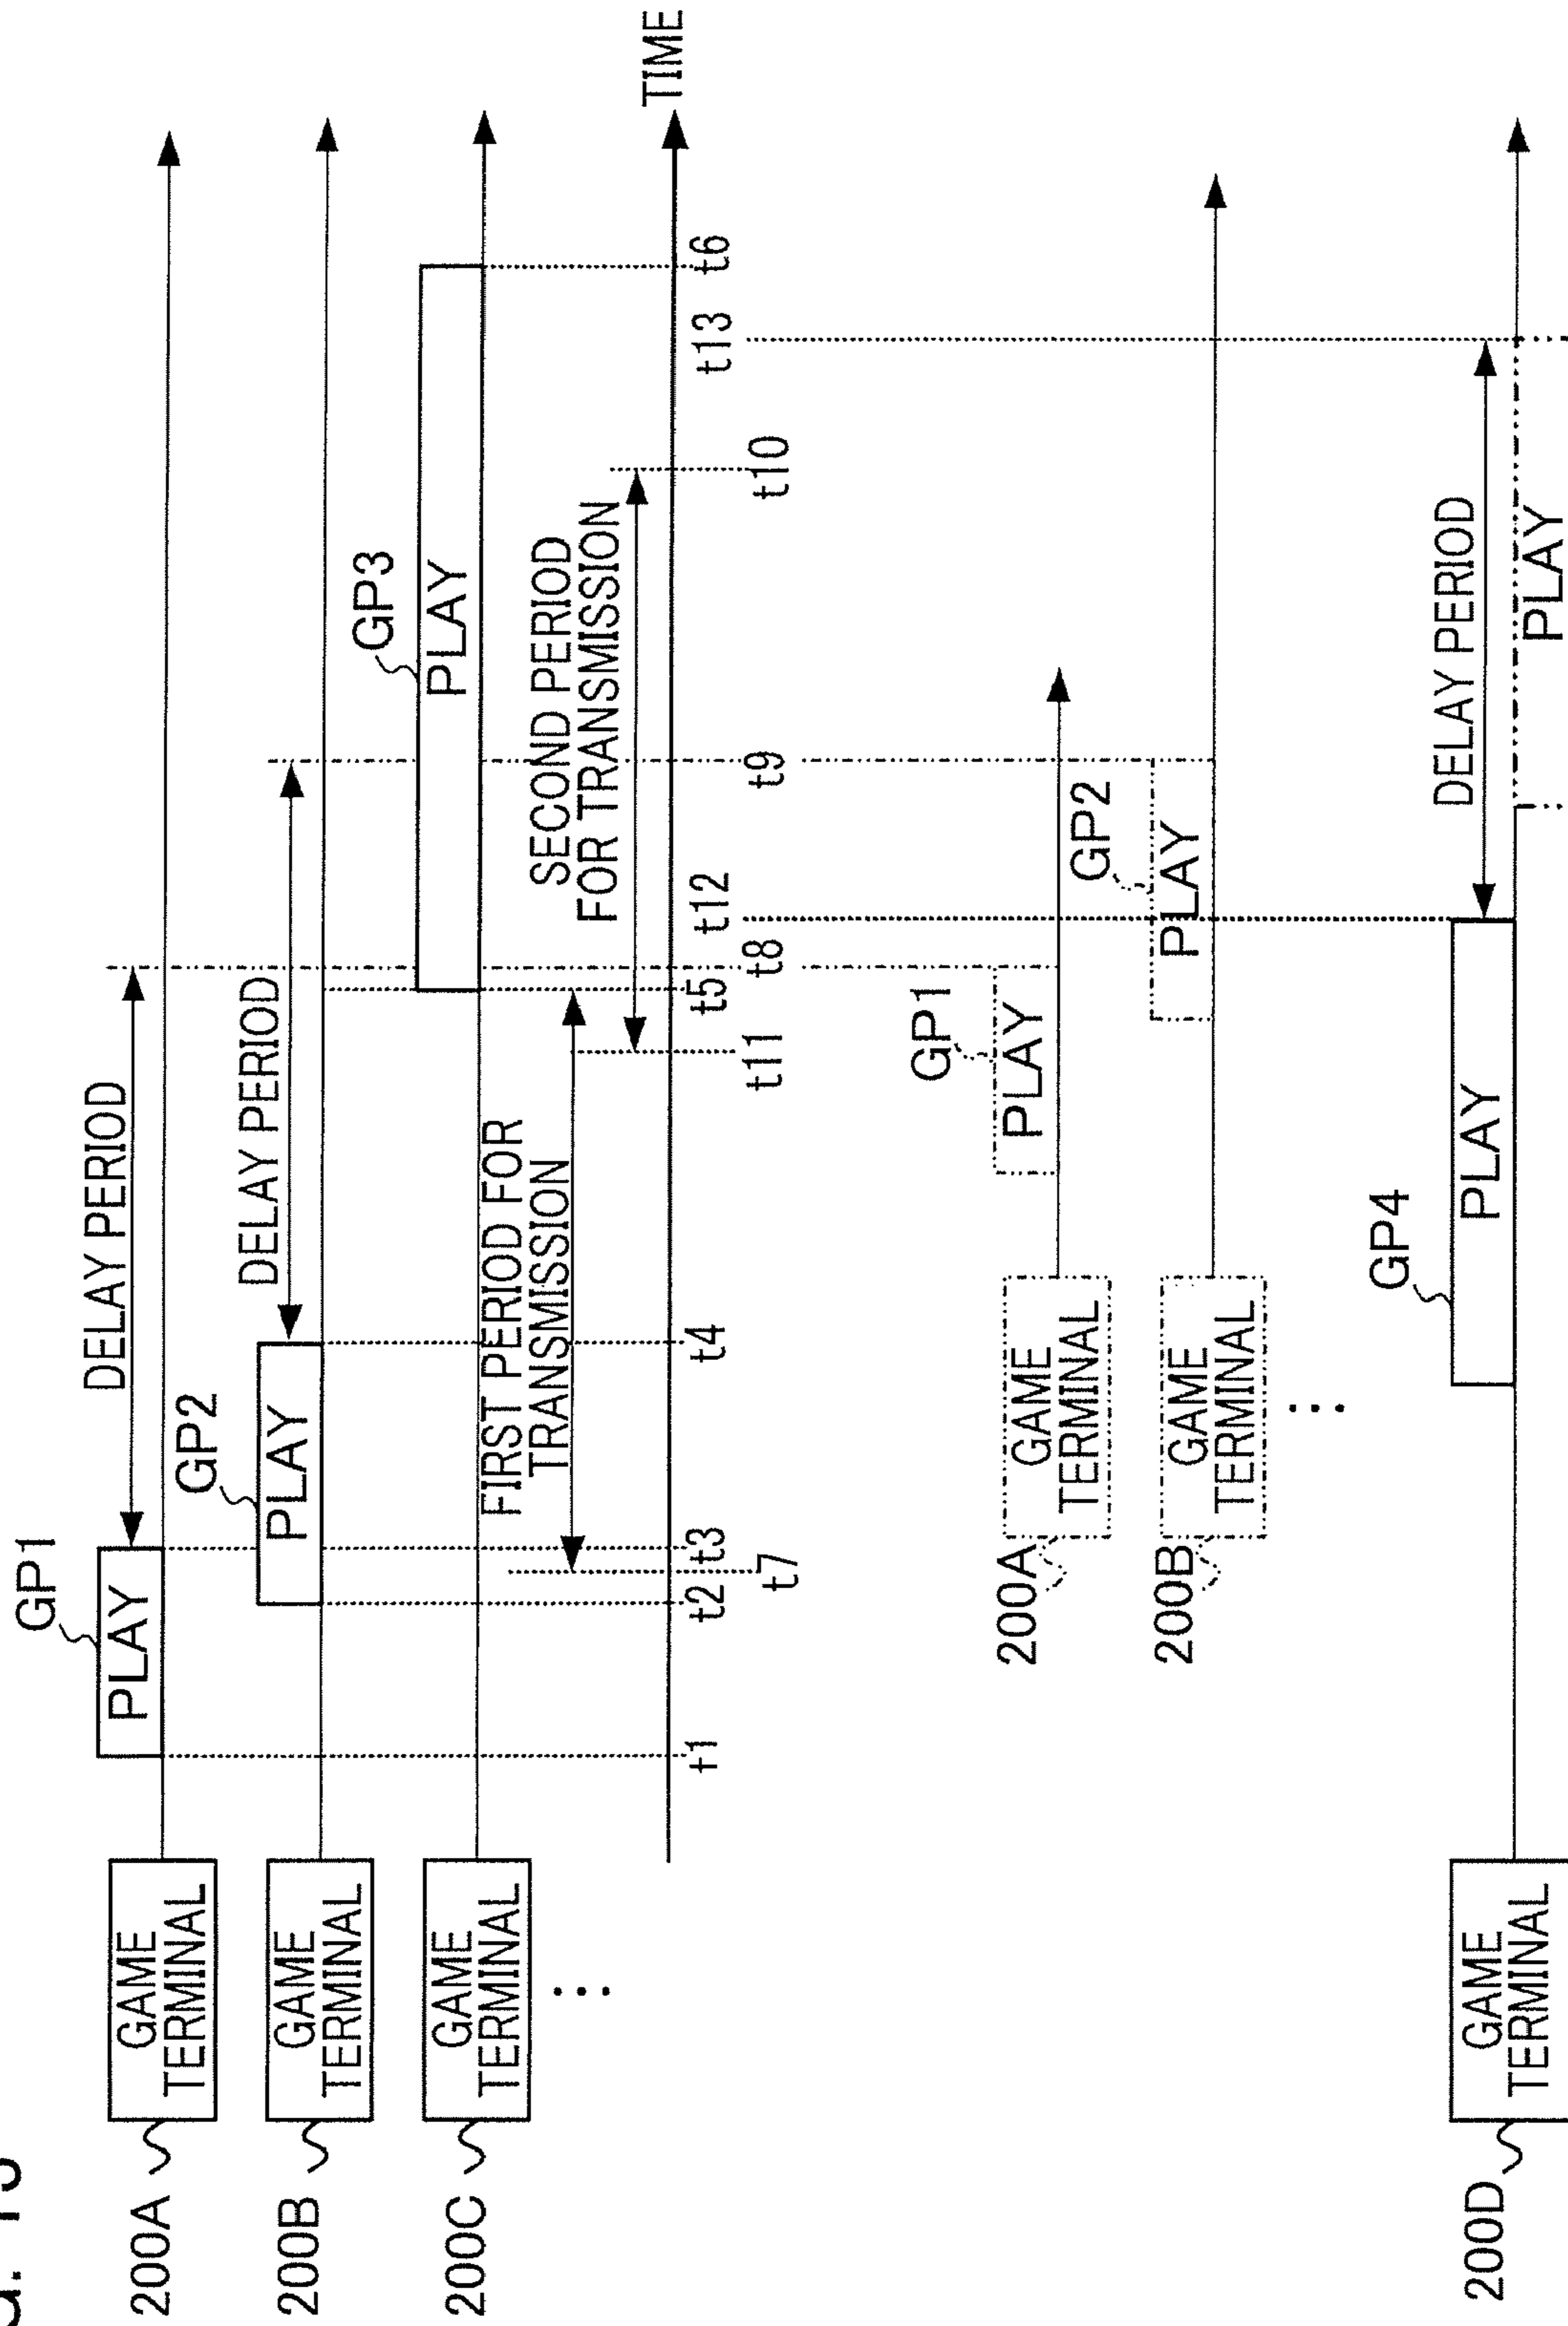 200A
GAME
TERMINAL
GP1
PLAY
DELAY PERIOD
200B
GAME
TERMINAL
GP2
PLAY
DELAY PERIOD
200C
GAME
TERMINAL
GP3
PLAY
FIRST PERIOD FOR
TRANSMISSION
SECOND PERIOD
FOR TRANSMISSION
TIME
t1
t2
t3
t4
t5
t6
t7
t11
t8
t12
t9
t10
t13
200A
GAME
TERMINAL
GP1
PLAY
200B
GAME
TERMINAL
GP2
PLAY
200D
GAME
TERMINAL
GP4
PLAY
DELAY PERIOD
PLAY